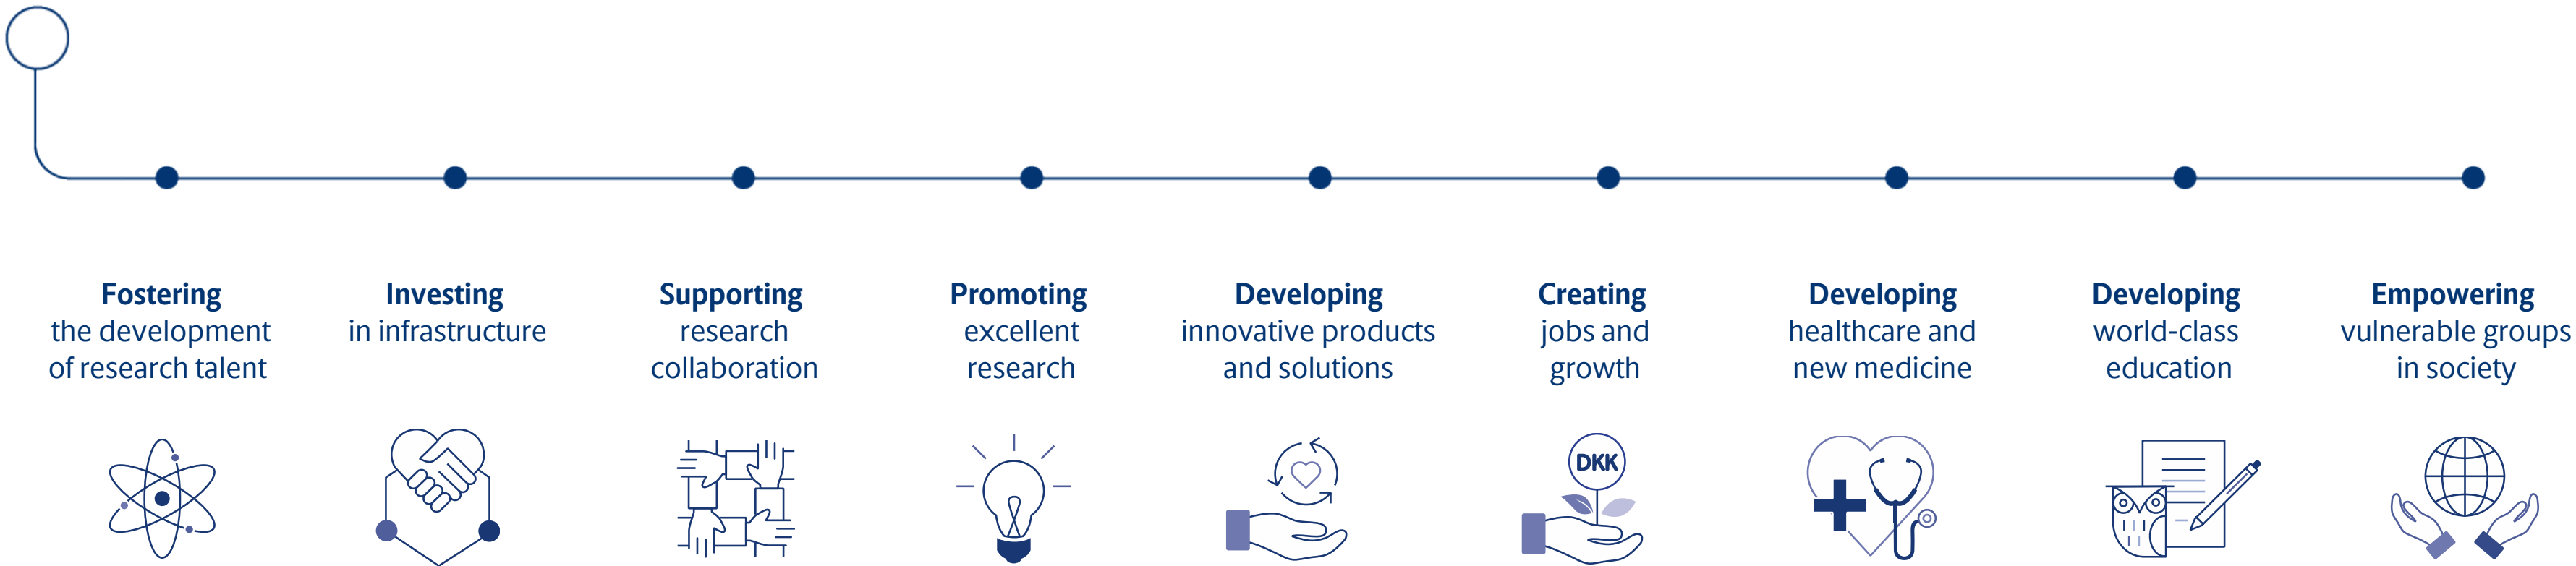 Fostering
the development
of research talent
Investing
in infrastructure
Supporting
research
collaboration
Promoting
excellent
research
Developing
innovative products
and solutions
Creating
jobs and
growth
Developing
healthcare and
new medicine
Developing
world-class
education
Empowering
vulnerable groups
in society
DKK